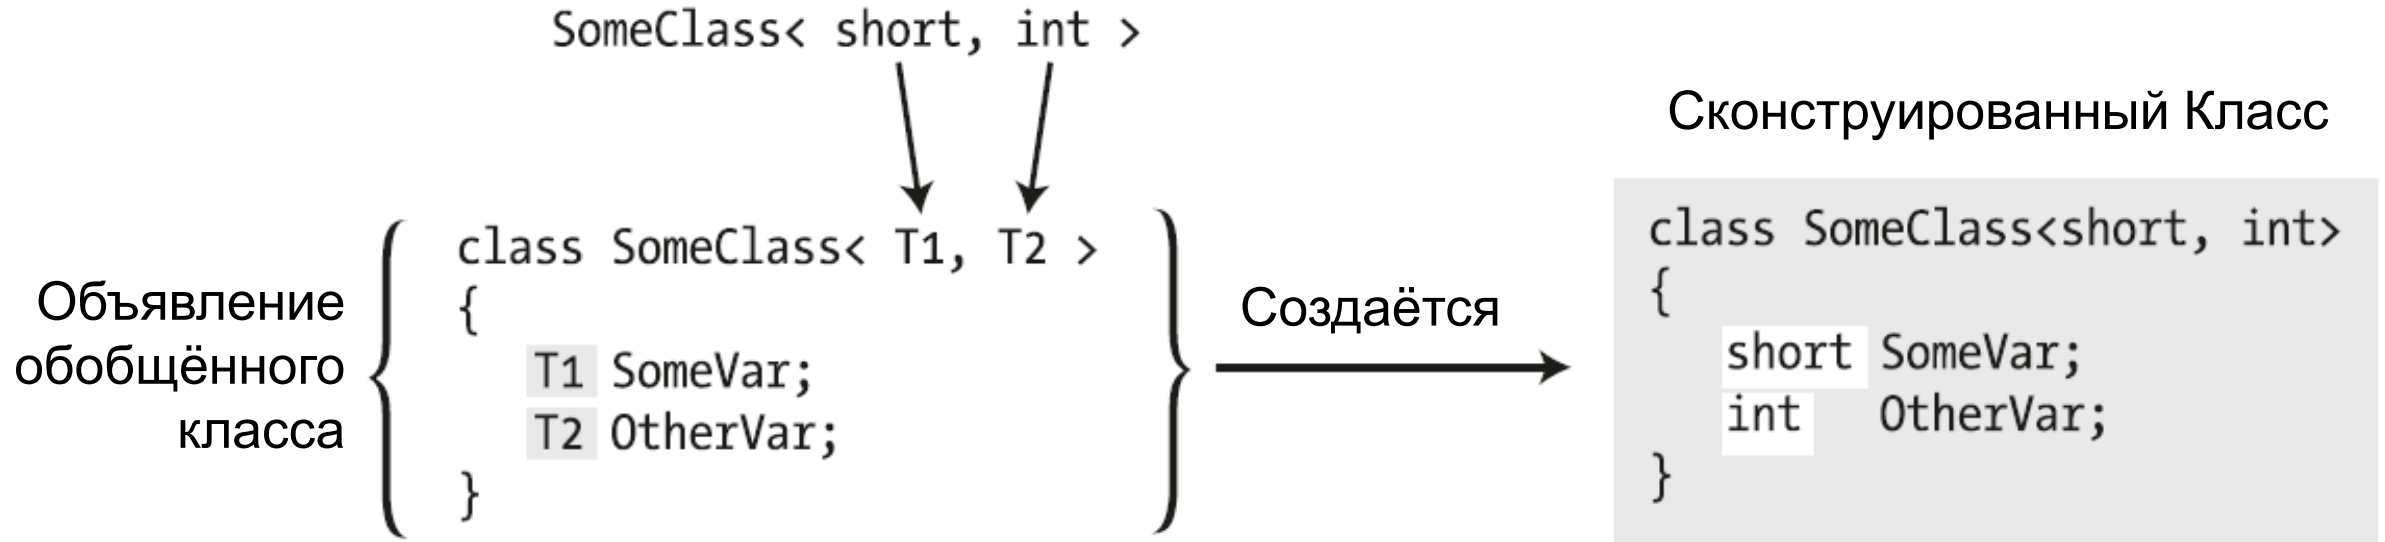 SomeClass< short, int >
Объявление
обобщённого
класса
class SomeClass< T1, T2 >
{
T1 SomeVar;
T2 OtherVar;
}
Создаётся
Сконструированный Класс
class SomeClass<short, int>
{
short SomeVar;
int OtherVar;
}